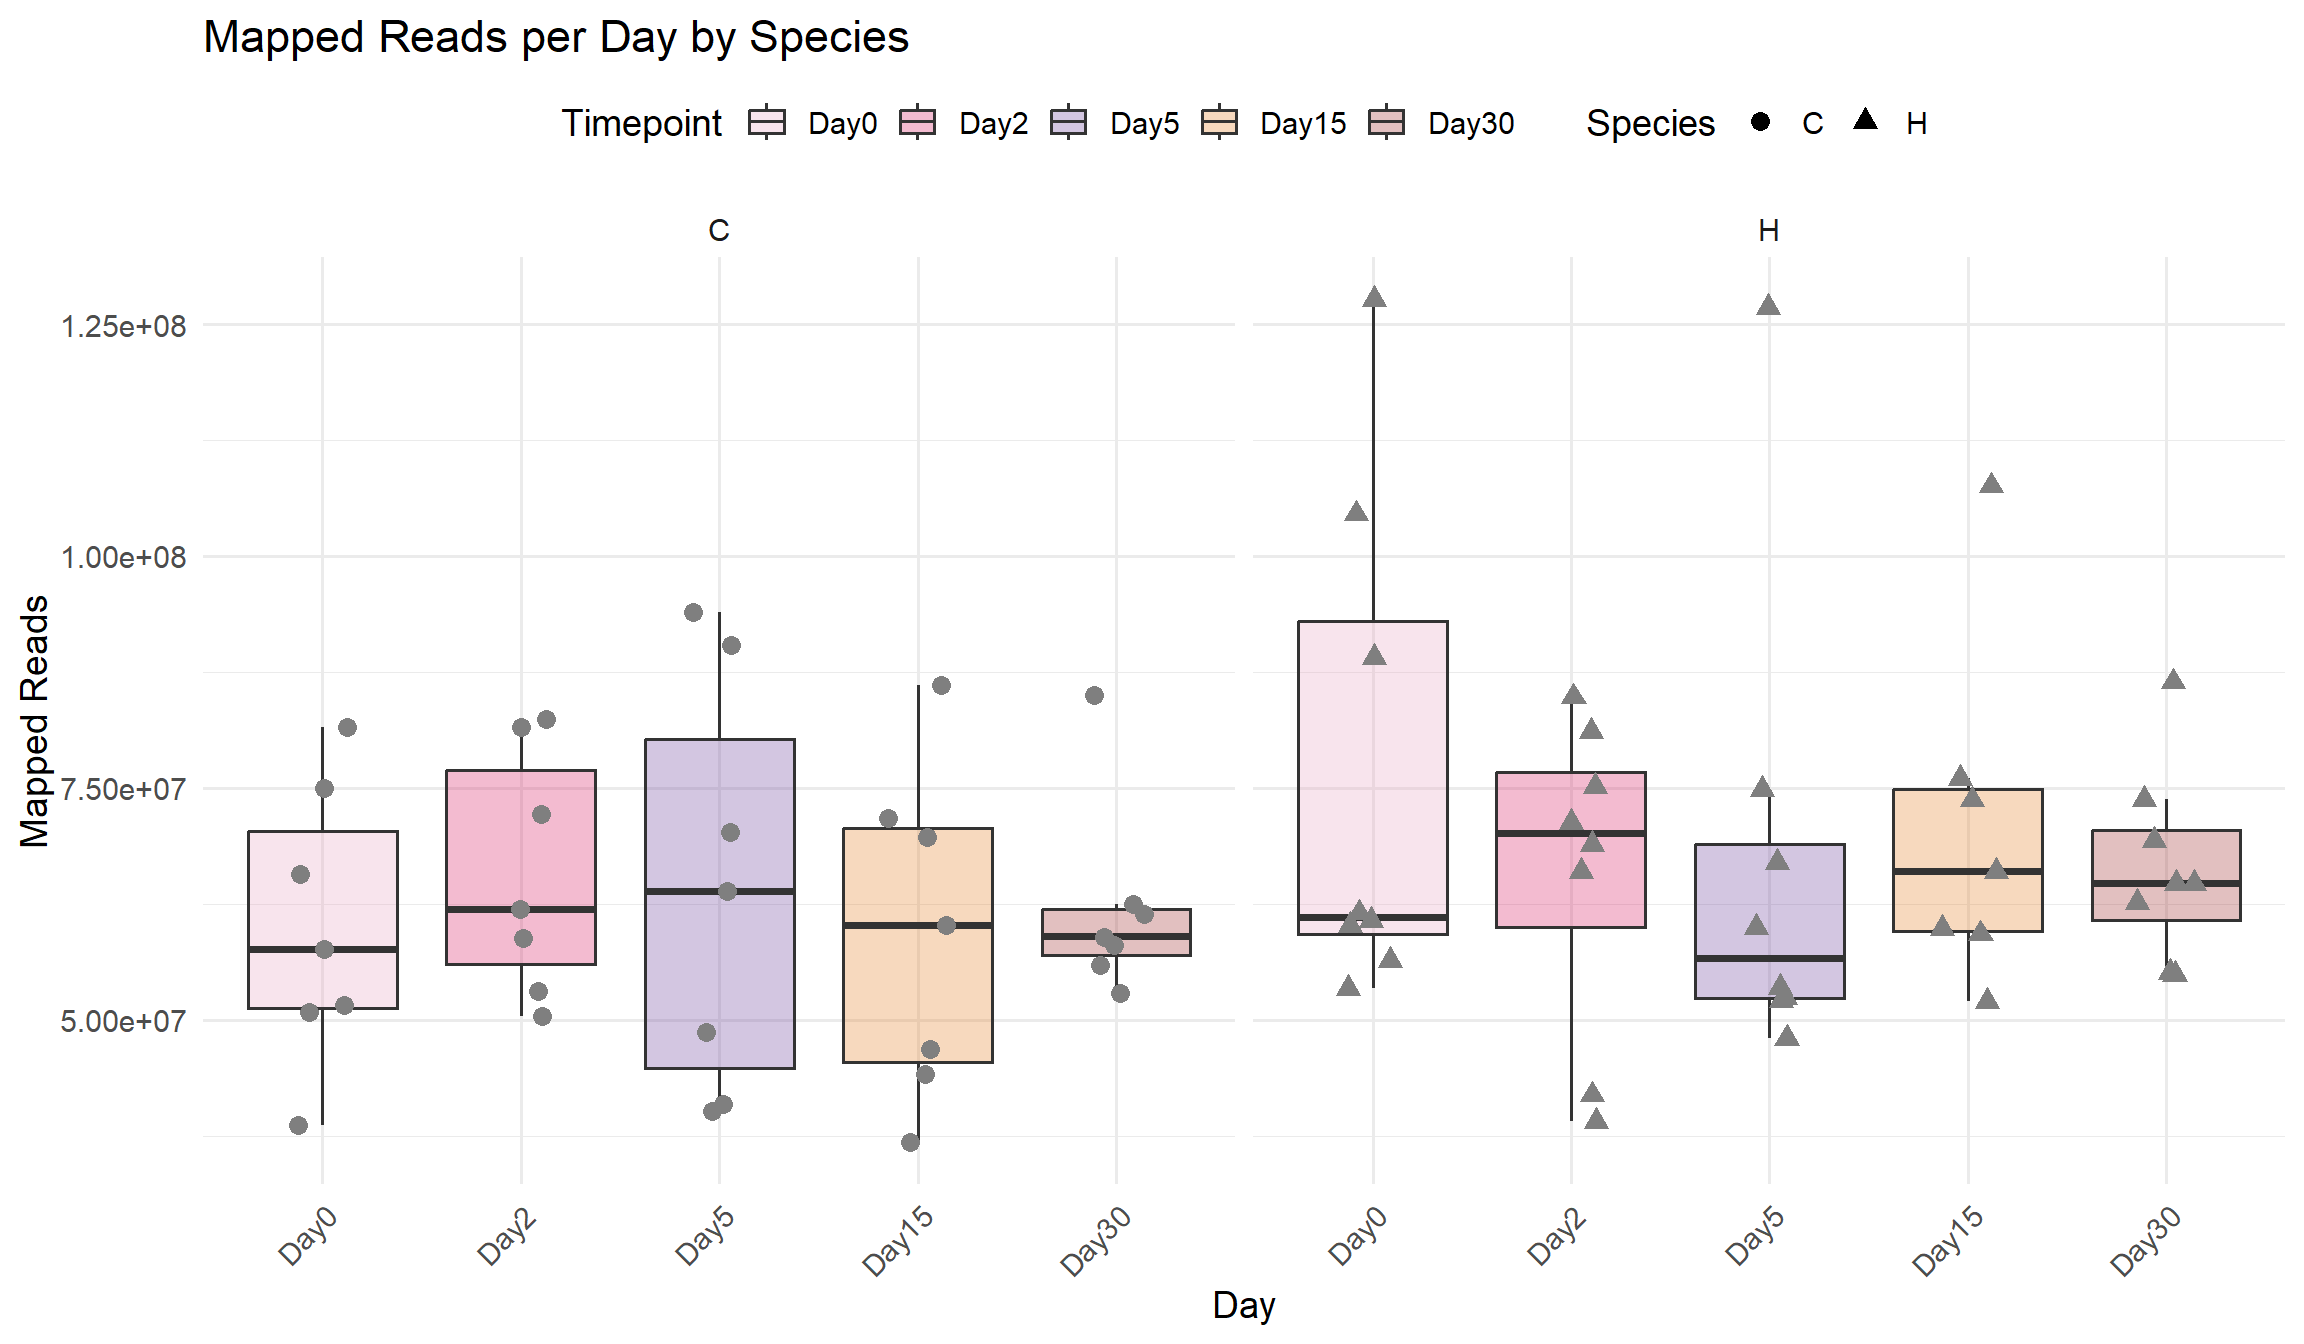 Mapped Reads per Day by Species
Timepoint Day0 Day2 Day5 Day15 Day30 Species C H
C H
1.25e+08
1.00e+08
7.50e+07
5.00e+07
Mapped Reads
Day0 Day2 Day5 Day15 Day30 Day0 Day2 Day5 Day15 Day30
Day